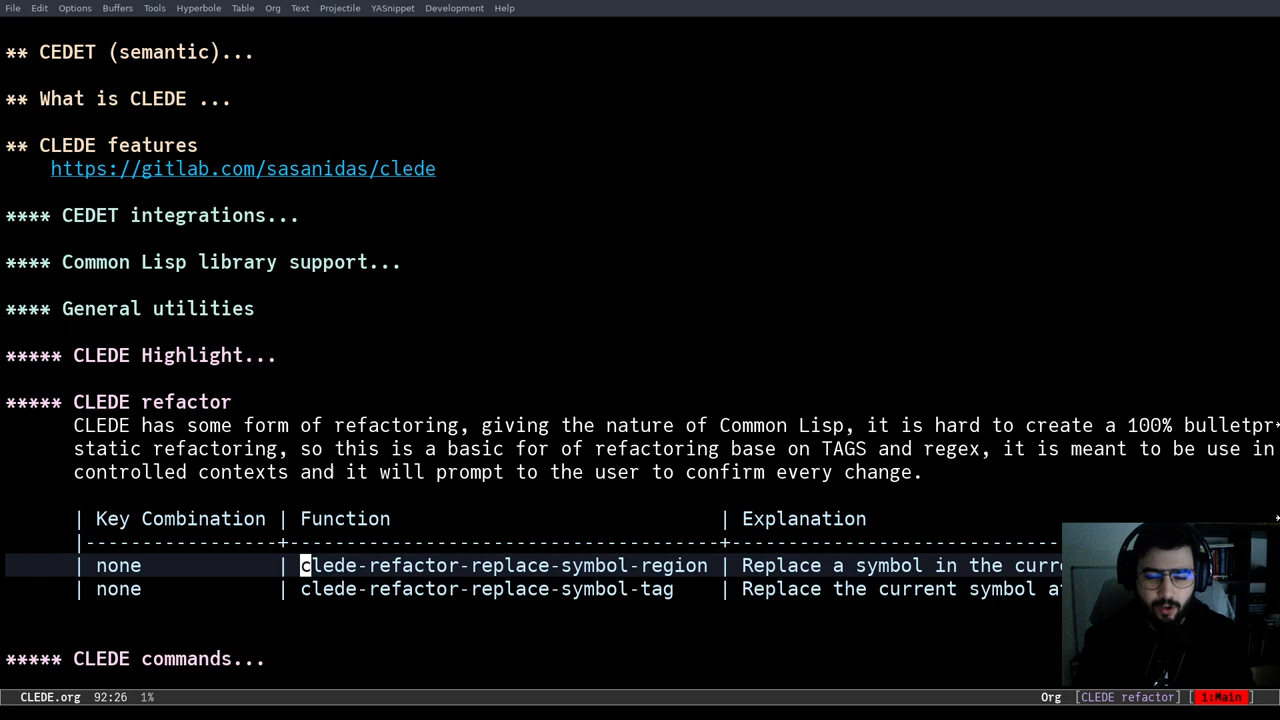 File Edit Options Buffers Tools Hyperbole Table Org Text Projectile YASnippet Development Help
** CEDET (semantic)...
** What is CLEDE ...
** CLEDE features
https://gitlab.com/sasanidas/clede
**** CEDET integrations...
**** Common Lisp library support...
**** General utilities
***** CLEDE Highlight...
***** CLEDE refactor
CLEDE has some form of refactoring, giving the nature of Common Lisp, it is hard to create a 100% bulletpr
static refactoring, so this is a basic for of refactoring base on TAGS and regex, it is meant to be use in
controlled contexts and it will prompt to the user to confirm every change.
| Key Combination | Function | Explanation
|-----------------+--------------------------------------+------------------------------
| none | clede-refactor-replace-symbol-region | Replace a symbol in the curre
| none | clede-refactor-replace-symbol-tag | Replace the current symbol a
***** CLEDE commands...
CLEDE.org 92:26 1% Org [CLEDE refactor] [ 1:Main ]